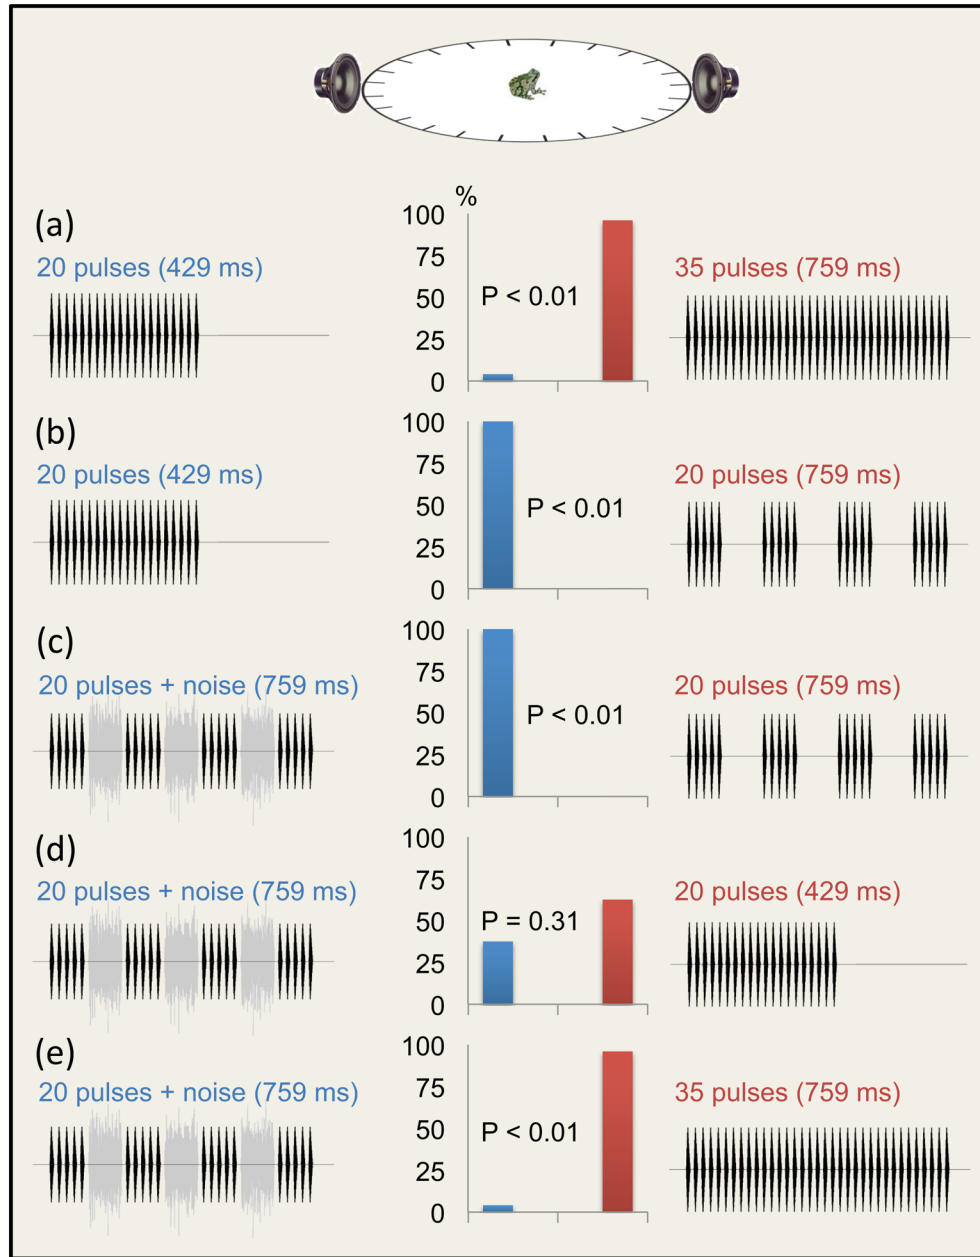 %
(a)
20 pulses (429 ms)
100
75
50
25
0
P < 0.01
35 pulses (759 ms)
(b)
20 pulses (429 ms)
100
75
50
25
0
P < 0.01
20 pulses (759 ms)
(c)
20 pulses + noise (759 ms)
100
75
50
25
0
P < 0.01
20 pulses (759 ms)
(d)
20 pulses + noise (759 ms)
100
75
50
25
0
P = 0.31
20 pulses (429 ms)
(e)
20 pulses + noise (759 ms)
100
75
50
25
0
P < 0.01
35 pulses (759 ms)